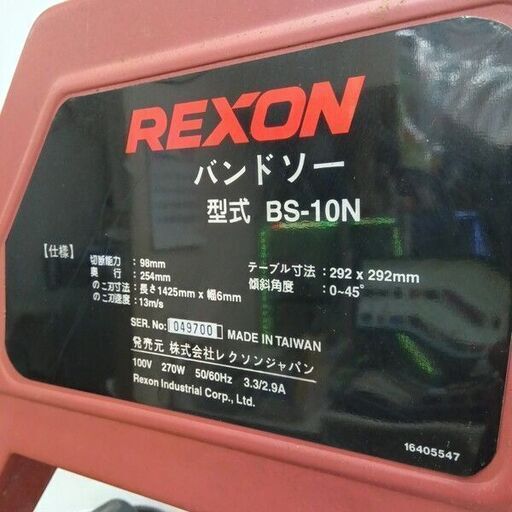 REXON
バンドソー
型式 BS-10N
【仕様】
切断能力 : 98mm
奥行 : 254mm
のこ刃寸法 : 長さ1425mm x 幅6mm
のこ刃速度 : 13m/s
テーブル寸法 : 292 x 292mm
傾斜角度 : 0~45°
SER. No: 049700 MADE IN TAIWAN
発売元 株式会社レクソンジャパン
100V 270W 50/60Hz 3.3/2.9A
Rexon Industrial Corp., Ltd.
16405547